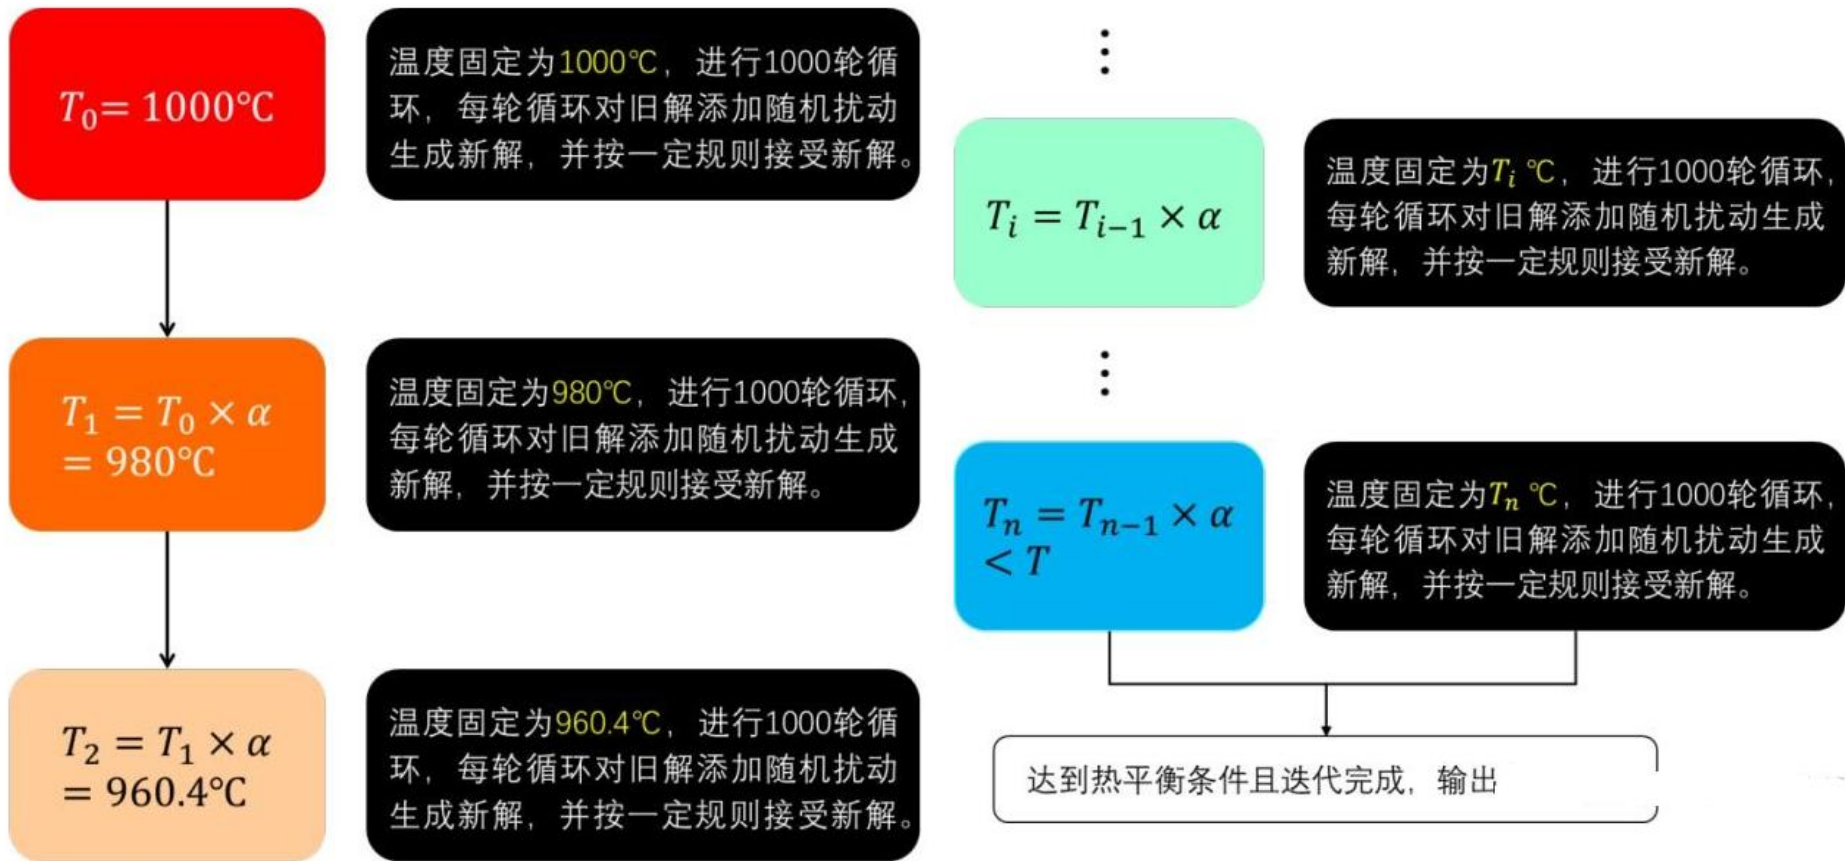 T₀= 1000℃
温度固定为1000℃，进行1000轮循
环，每轮循环对旧解添加随机扰动
生成新解，并按一定规则接受新解。
T₁ = T₀ × α
= 980℃
温度固定为980℃，进行1000轮循环，
每轮循环对旧解添加随机扰动生成
新解，并按一定规则接受新解。
T₂ = T₁ × α
= 960.4℃
温度固定为960.4℃，进行1000轮循
环，每轮循环对旧解添加随机扰动
生成新解，并按一定规则接受新解。
⋮
Tᵢ = Tᵢ₋₁ × α
温度固定为Tᵢ ℃，进行1000轮循环，
每轮循环对旧解添加随机扰动生成
新解，并按一定规则接受新解。
⋮
Tₙ = Tₙ₋₁ × α
< T
温度固定为Tₙ ℃，进行1000轮循环，
每轮循环对旧解添加随机扰动生成
新解，并按一定规则接受新解。
达到热平衡条件且迭代完成，输出